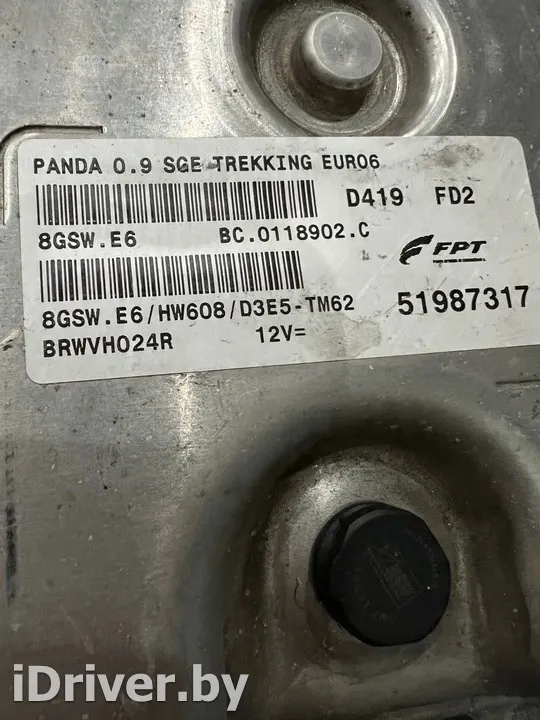 PANDA 0.9 SGE TREKKING EURO6
D419 FD2
8GSW.E6 BC.0118902.C
FPT
8GSW.E6/HW608/D3E5-TM62 51987317
BRWVH024R 12V=
iDriver.by